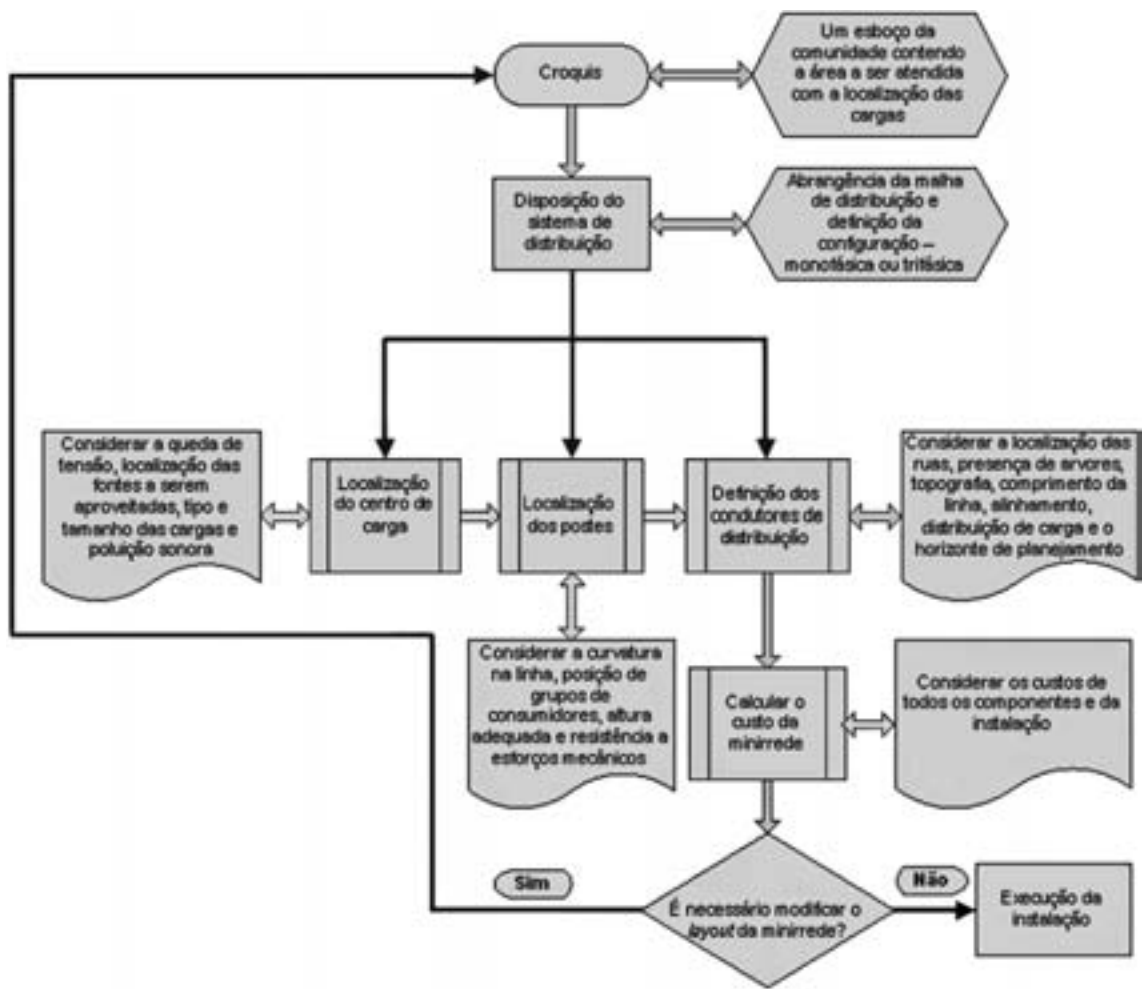 Croquis
Um esboço da
comunidade contendo
a área a ser atendida
com a localização das
cargas
Disposição do
sistema de
distribuição
Abrangência da malha
de distribuição e
definição da
configuração –
monofásica ou trifásica
Considerar a queda de
tensão, localização das
fontes a serem
aproveitadas, tipo e
tamanho das cargas e
poluição sonora
Localização
do centro de
carga
Localização
dos postes
Definição dos
condutores de
distribuição
Considerar a localização das
ruas, presença de arvores,
topografia, comprimento da
linha, alinhamento,
distribuição de carga e o
horizonte de planejamento
Considerar a curvatura
na linha, posição de
grupos de
consumidores, altura
adequada e resistência a
esforços mecânicos
Calcular o
custo da
minirrede
Considerar os custos de
todos os componentes e da
instalação
Sim
É necessário modificar o
layout da minirrede?
Não
Execução da
instalação